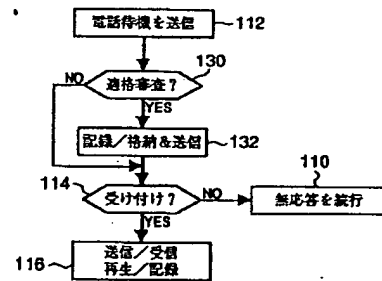 電話待機を送信
112
130
適格審査?
NO
YES
記録/格納&送信
132
114
受け付け?
NO
110
無応答を続行
YES
116
送信/受信
再生/記録